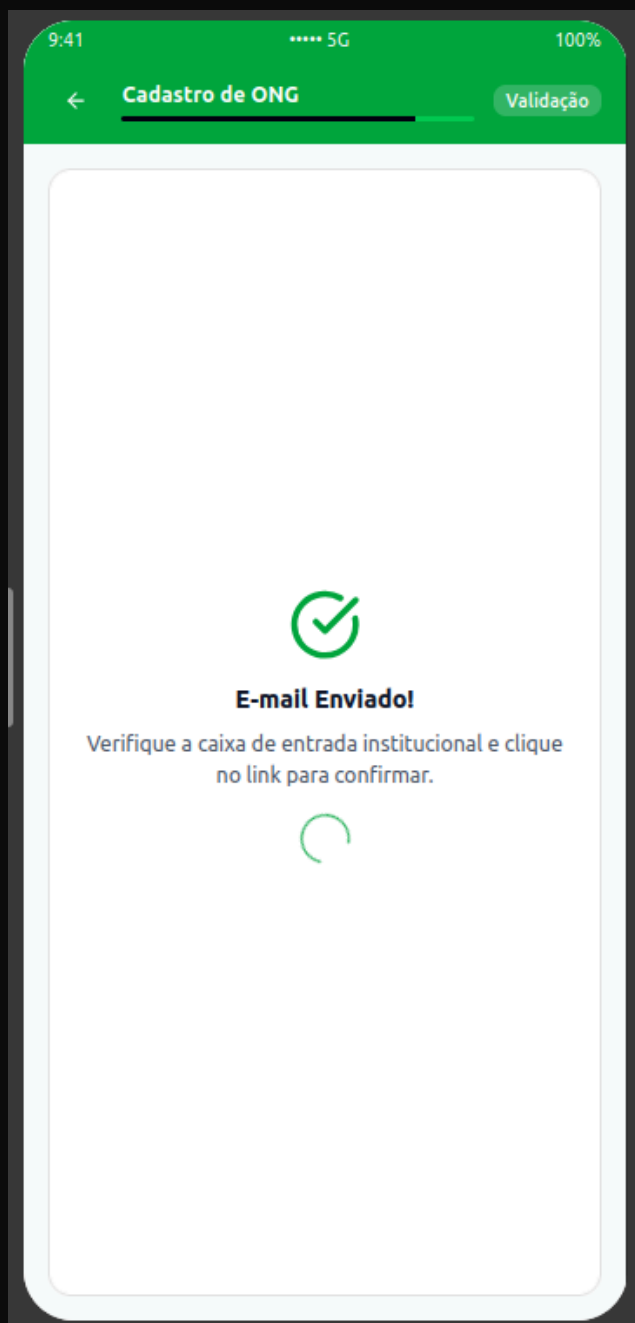 9:41
••••• 5G
100%
Cadastro de ONG
Validação
E-mail Enviado!
Verifique a caixa de entrada institucional e clique
no link para confirmar.